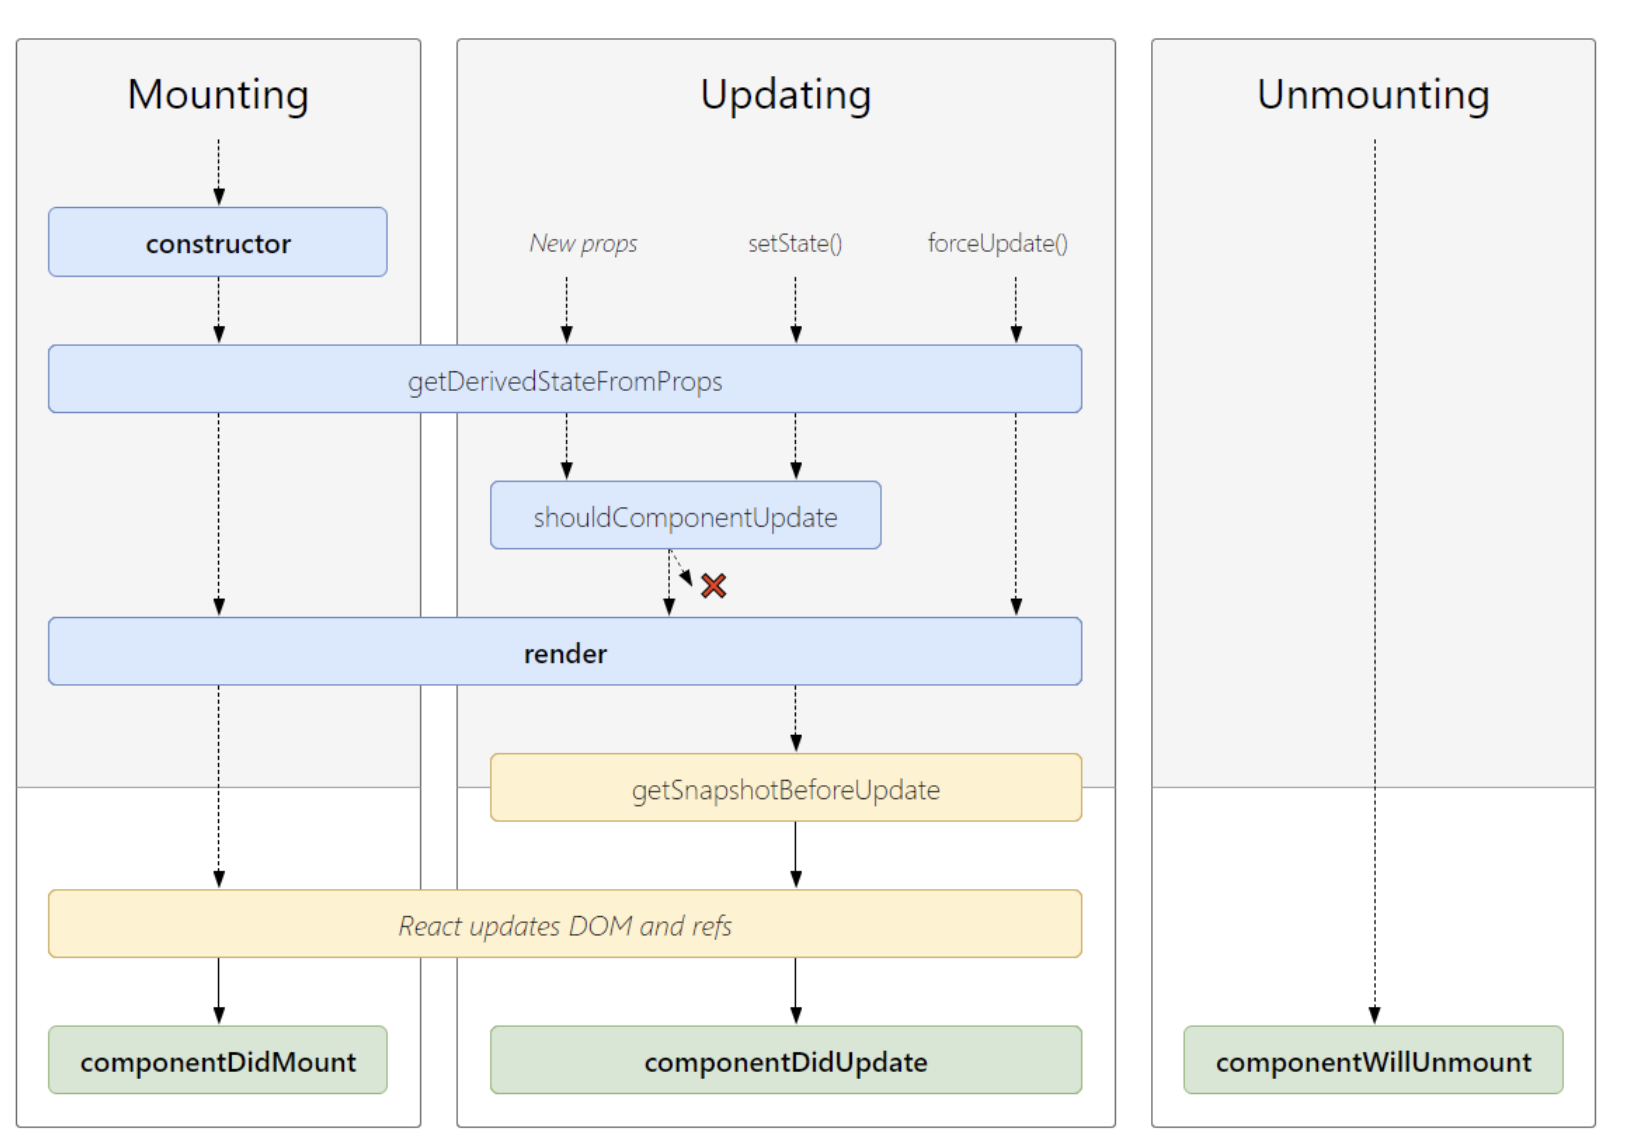 Mounting
Updating
Unmounting
constructor
New props
setState()
forceUpdate()
getDerivedStateFromProps
shouldComponentUpdate
render
getSnapshotBeforeUpdate
React updates DOM and refs
componentDidMount
componentDidUpdate
componentWillUnmount